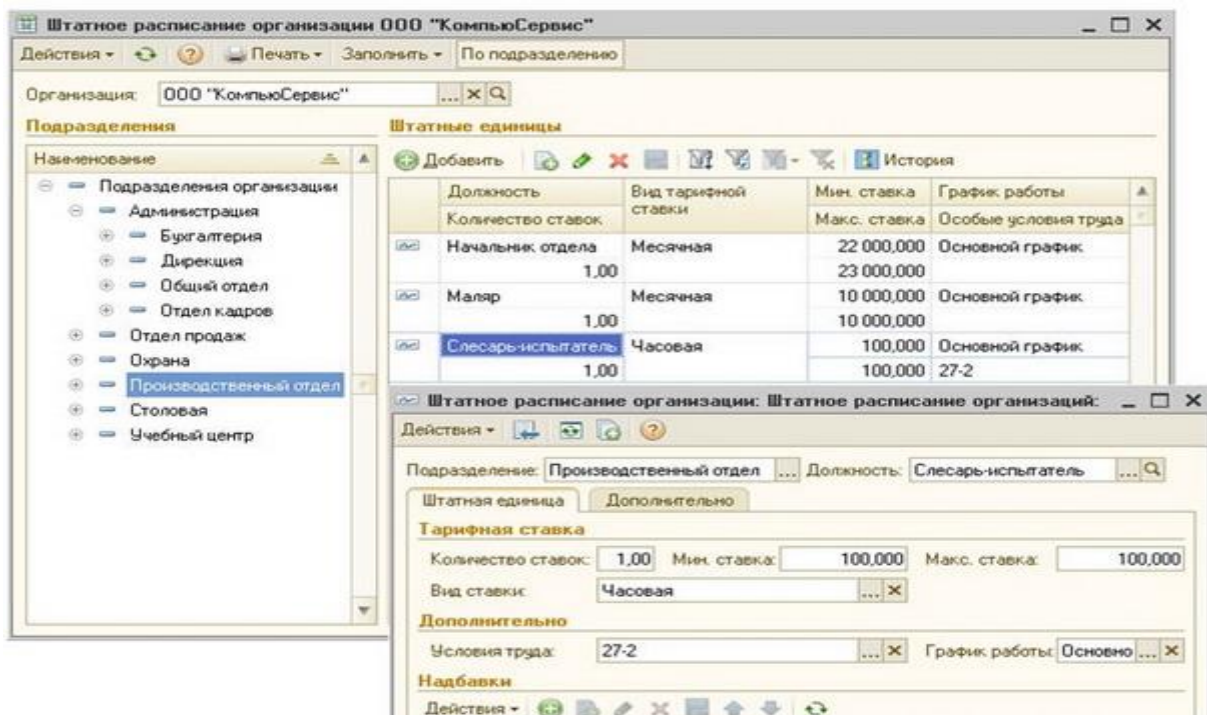 Штатное расписание организации ООО "КомпьюСервис"
Действия Печать Заполнить По подразделению
Организация: ООО "КомпьюСервис" ...
Подразделения
Наименование
Подразделения организации
Администрация
Бухгалтерия
Дирекция
Общий отдел
Отдел кадров
Отдел продаж
Охрана
Производственный отдел
Столовая
Учебный центр
Штатные единицы
Добавить История
Должность Вид тарифной ставки Мин. ставка График работы
Количество ставок Макс. ставка Особые условия труда
Начальник отдела Месячная 22 000,000 Основной график
1,00 23 000,000
Маляр Месячная 10 000,000 Основной график
1,00 10 000,000
Слесарь-испытатель Часовая 100,000 Основной график
1,00 100,000 27-2
Штатное расписание организации: Штатное расписание организаций:
Действия
Подразделение: Производственный отдел ... Должность: Слесарь-испытатель ...
Штатная единица Дополнительно
Тарифная ставка
Количество ставок: 1,00 Мин. ставка: 100,000 Макс. ставка: 100,000
Вид ставки: Часовая ...
Дополнительно
Условия труда: 27-2 ... График работы: Основно ...
Надбавки
Действия